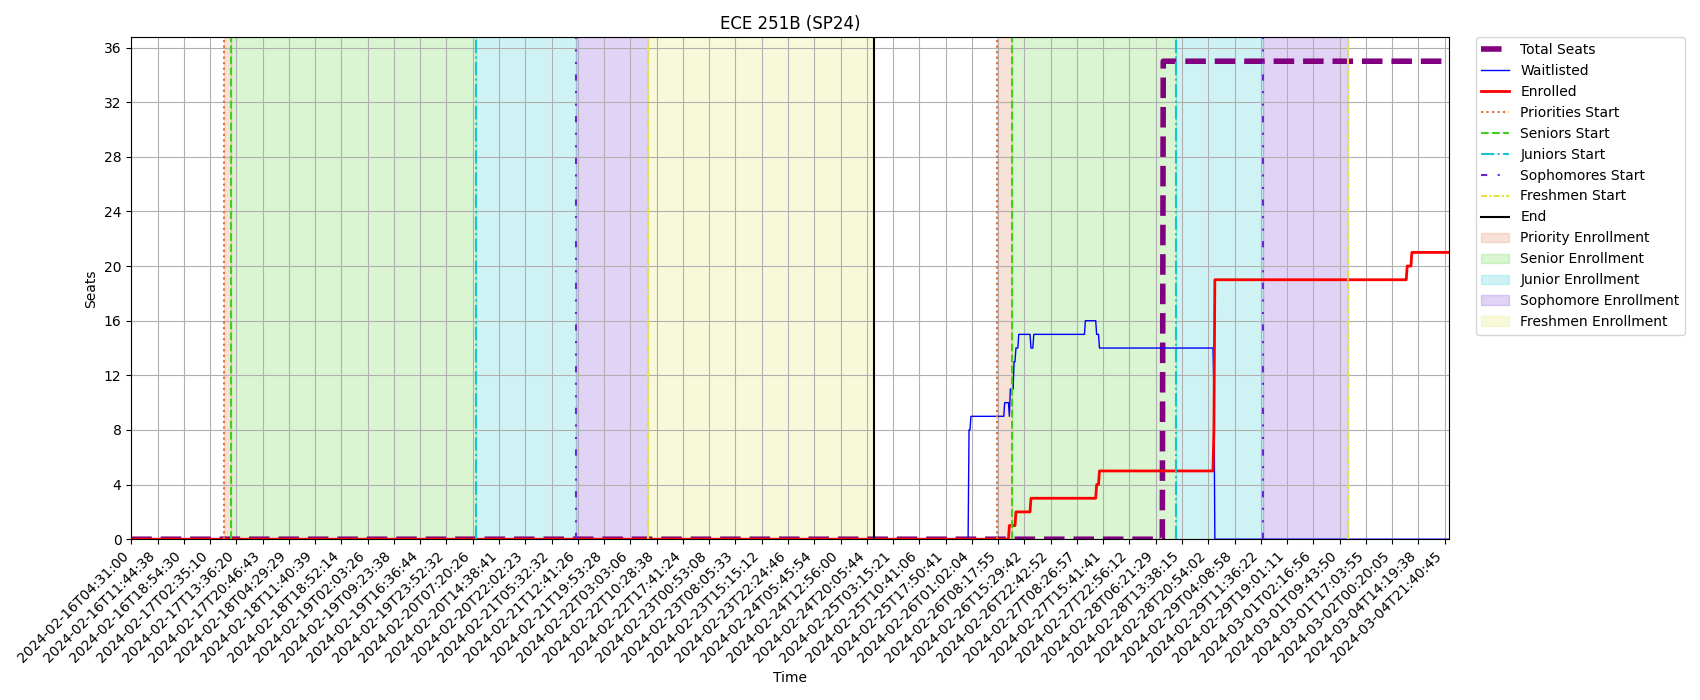 ECE 251B (SP24)
Seats
36
32
28
24
20
16
12
8
4
0
2024-02-16T04:31:00
2024-02-16T11:44:38
2024-02-16T18:54:30
2024-02-17T02:35:10
2024-02-17T13:36:20
2024-02-17T20:46:43
2024-02-18T04:29:29
2024-02-18T11:40:39
2024-02-18T18:52:14
2024-02-19T02:03:26
2024-02-19T09:23:38
2024-02-19T16:36:44
2024-02-19T23:52:32
2024-02-20T07:20:26
2024-02-20T14:38:41
2024-02-20T22:02:23
2024-02-21T05:32:32
2024-02-21T12:41:26
2024-02-21T19:53:28
2024-02-22T03:03:06
2024-02-22T10:28:38
2024-02-22T17:41:24
2024-02-23T00:53:08
2024-02-23T08:05:33
2024-02-23T15:15:12
2024-02-23T22:24:46
2024-02-24T05:45:54
2024-02-24T12:56:00
2024-02-24T20:05:44
2024-02-25T03:15:21
2024-02-25T10:41:06
2024-02-25T17:50:41
2024-02-26T01:02:04
2024-02-26T08:17:55
2024-02-26T15:29:42
2024-02-26T22:42:52
2024-02-27T08:26:57
2024-02-27T15:41:41
2024-02-27T22:56:12
2024-02-28T06:21:29
2024-02-28T13:38:15
2024-02-28T20:54:02
2024-02-29T04:08:58
2024-02-29T11:36:22
2024-02-29T19:01:11
2024-03-01T02:16:56
2024-03-01T09:43:50
2024-03-01T17:03:55
2024-03-02T00:20:05
2024-03-04T14:19:38
2024-03-04T21:40:45
Time
Total Seats
Waitlisted
Enrolled
Priorities Start
Seniors Start
Juniors Start
Sophomores Start
Freshmen Start
End
Priority Enrollment
Senior Enrollment
Junior Enrollment
Sophomore Enrollment
Freshmen Enrollment